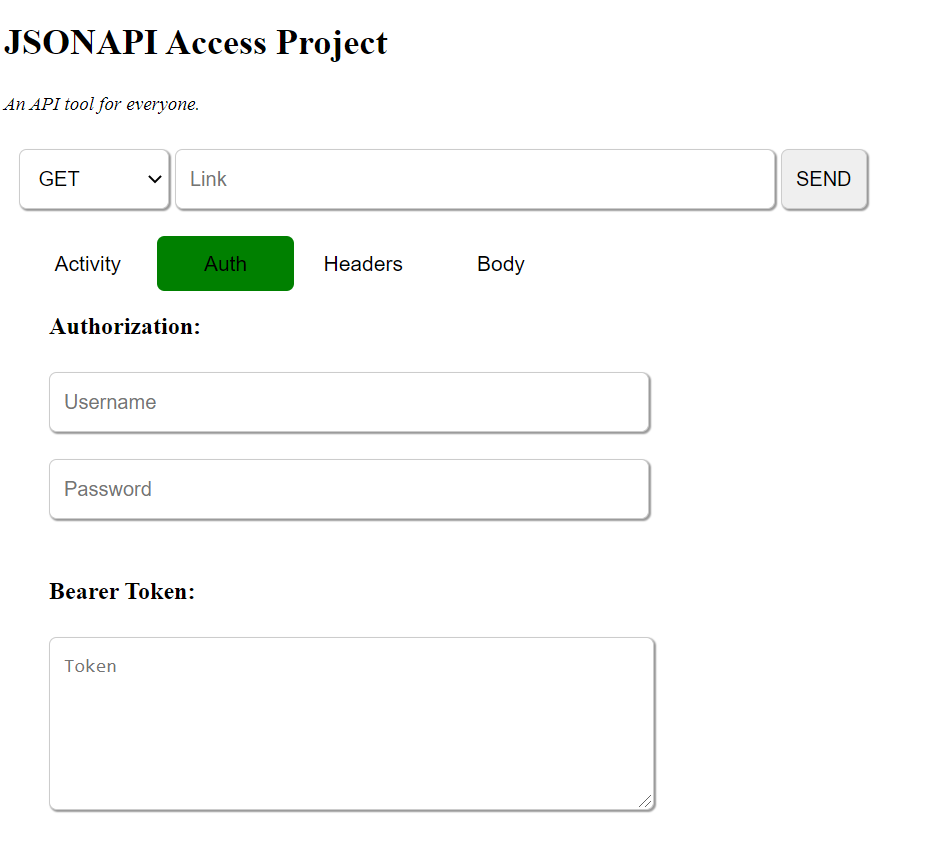 JSONAPI Access Project
An API tool for everyone.
GET Link SEND
Activity Auth Headers Body
Authorization:
Username
Password
Bearer Token:
Token